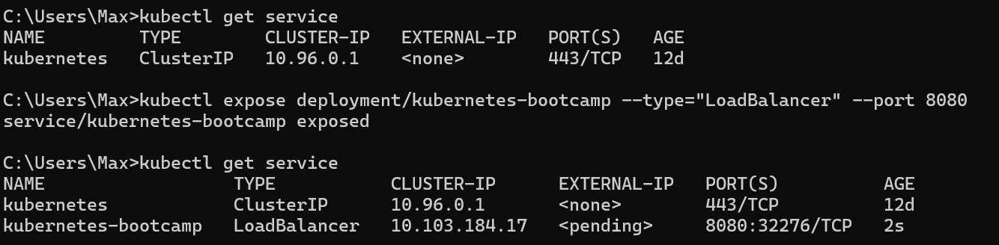 C:\Users\Max>kubectl get service
NAME         TYPE        CLUSTER-IP   EXTERNAL-IP   PORT(S)   AGE
kubernetes   ClusterIP   10.96.0.1    <none>        443/TCP   12d
C:\Users\Max>kubectl expose deployment/kubernetes-bootcamp --type="LoadBalancer" --port 8080
service/kubernetes-bootcamp exposed
C:\Users\Max>kubectl get service
NAME                  TYPE           CLUSTER-IP      EXTERNAL-IP   PORT(S)          AGE
kubernetes            ClusterIP      10.96.0.1       <none>        443/TCP          12d
kubernetes-bootcamp   LoadBalancer   10.103.184.17   <pending>     8080:32276/TCP   2s